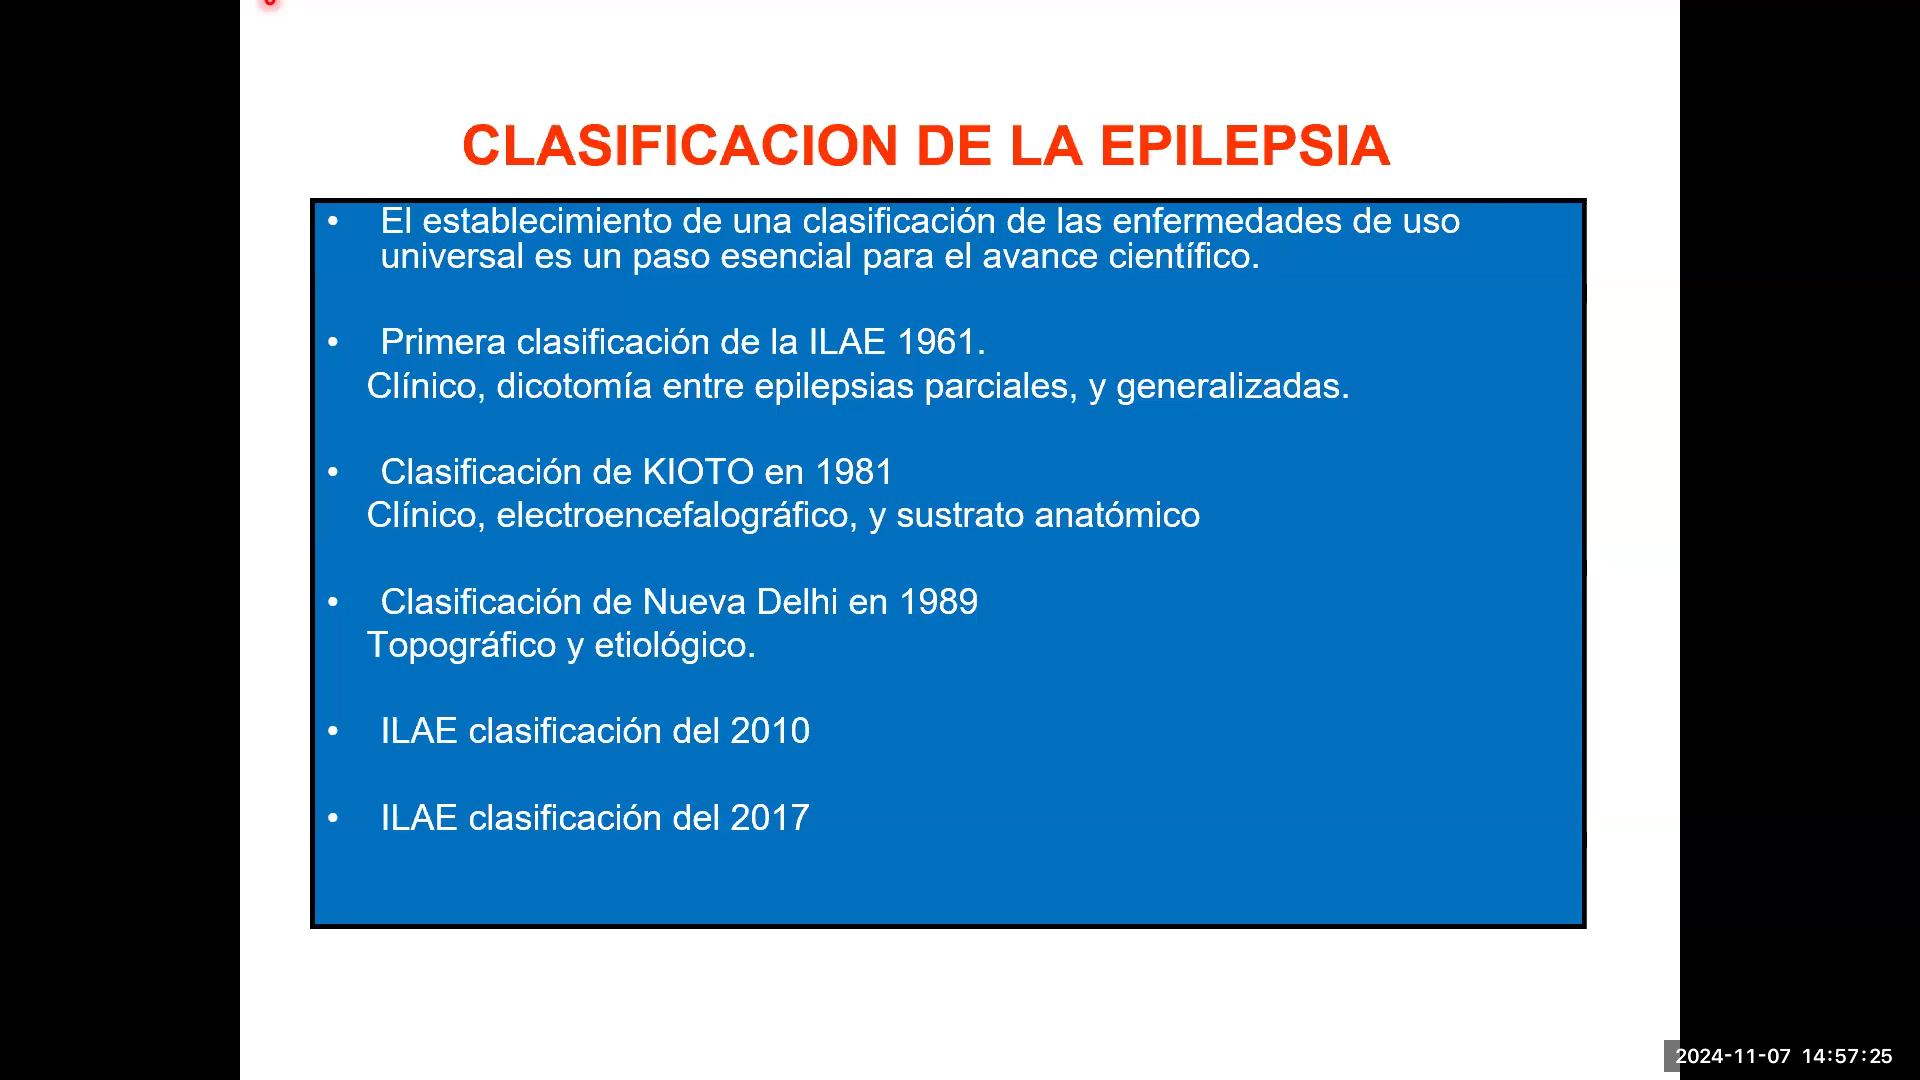 CLASIFICACION DE LA EPILEPSIA
• El establecimiento de una clasificación de las enfermedades de uso
universal es un paso esencial para el avance científico.
• Primera clasificación de la ILAE 1961.
Clínico, dicotomía entre epilepsias parciales, y generalizadas.
• Clasificación de KIOTO en 1981
Clínico, electroencefalográfico, y sustrato anatómico
• Clasificación de Nueva Delhi en 1989
Topográfico y etiológico.
• ILAE clasificación del 2010
• ILAE clasificación del 2017
2024-11-07 14:57:25